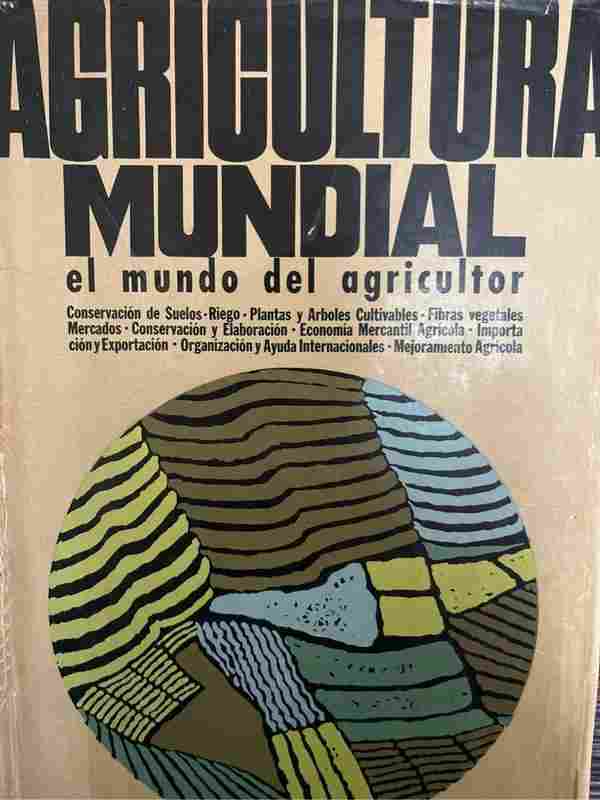 AGRICULTURA
MUNDIAL
el mundo del agricultor
Conservación de Suelos · Riego · Plantas y Arboles Cultivables · Fibras vegetales
Mercados · Conservación y Elaboración · Economía Mercantil Agrícola · Importa
ción y Exportación · Organización y Ayuda Internacionales · Mejoramiento Agrícola